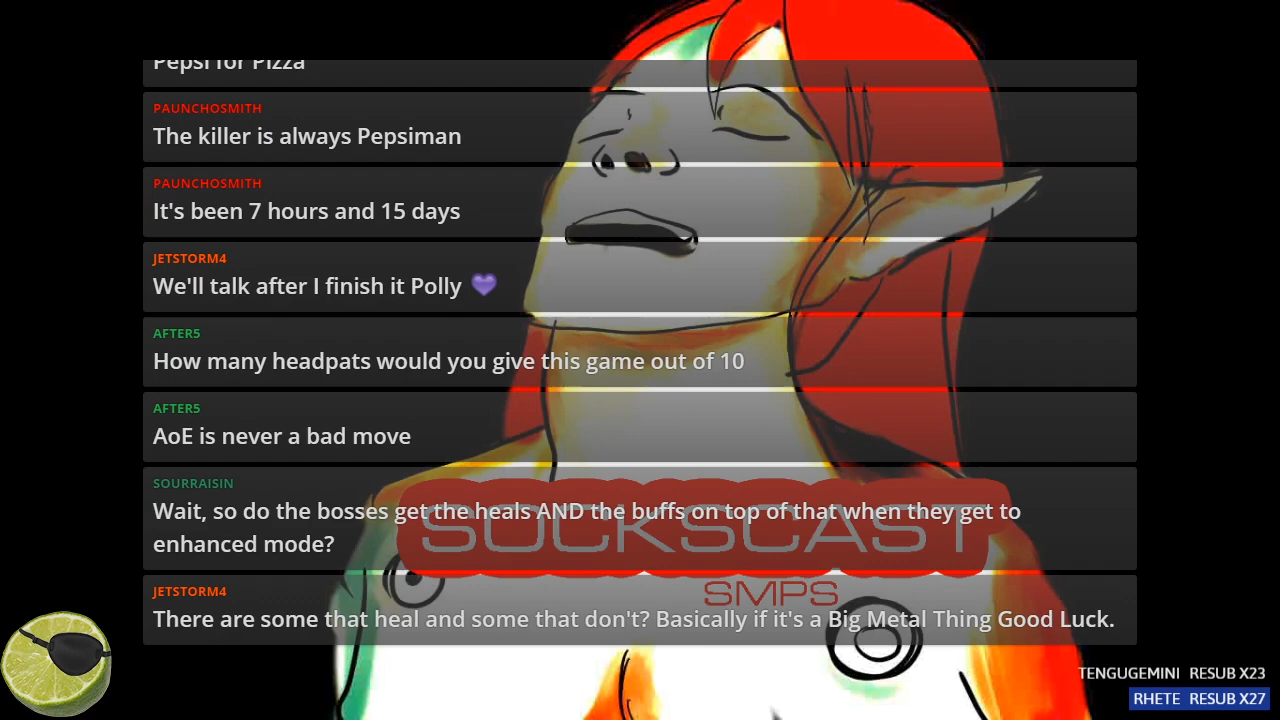 Pepsi for Pizza
PAUNCHOSMITH
The killer is always Pepsiman
PAUNCHOSMITH
It's been 7 hours and 15 days
JETSTORM4
We'll talk after I finish it Polly 💜
AFTER5
How many headpats would you give this game out of 10
AFTER5
AoE is never a bad move
SOURRAISIN
Wait, so do the bosses get the heals AND the buffs on top of that when they get to
enhanced mode?
SOCKSCAST
SMPS
JETSTORM4
There are some that heal and some that don't? Basically if it's a Big Metal Thing Good Luck.
TENGUGEMINI RESUB X23
RHETE RESUB X27